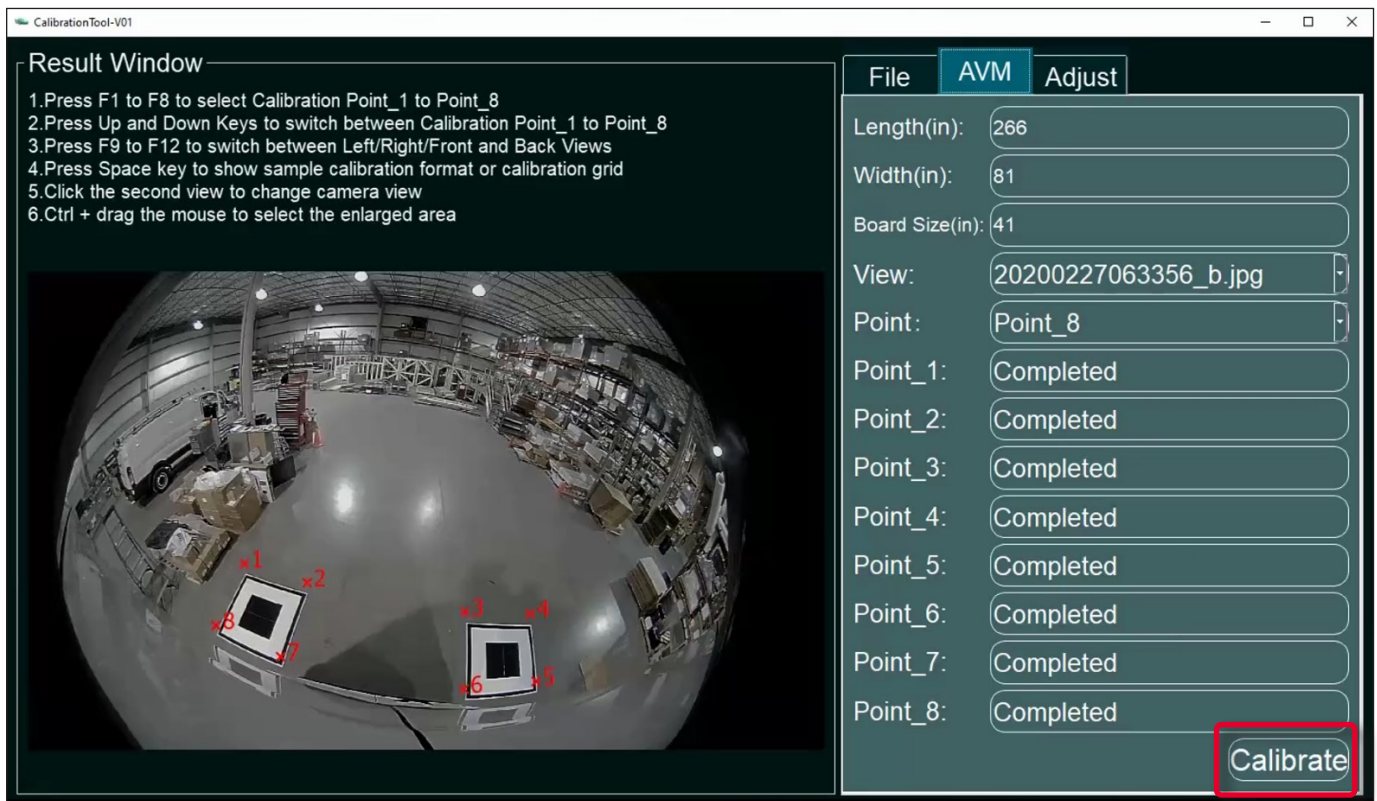 CalibrationTool-V01
Result Window
1.Press F1 to F8 to select Calibration Point_1 to Point_8
2.Press Up and Down Keys to switch between Calibration Point_1 to Point_8
3.Press F9 to F12 to switch between Left/Right/Front and Back Views
4.Press Space key to show sample calibration format or calibration grid
5.Click the second view to change camera view
6.Ctrl + drag the mouse to select the enlarged area
×1
×2
×3
×4
×8
×7
×6
×5
File AVM Adjust
Length(in): 266
Width(in): 81
Board Size(in): 41
View: 20200227063356_b.jpg
Point: Point_8
Point_1: Completed
Point_2: Completed
Point_3: Completed
Point_4: Completed
Point_5: Completed
Point_6: Completed
Point_7: Completed
Point_8: Completed
Calibrate